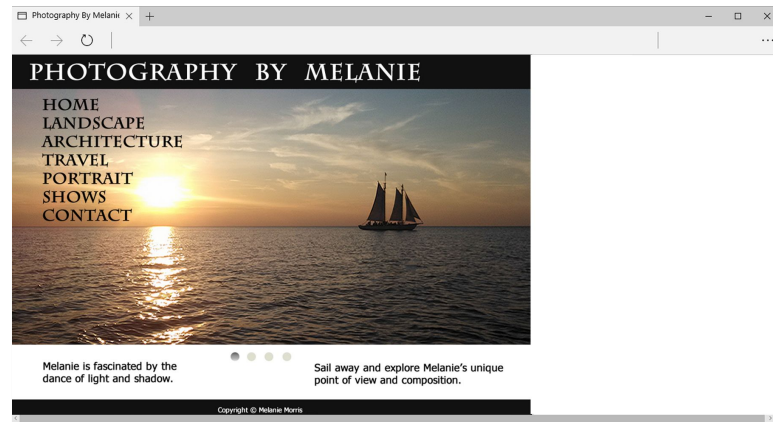 Photography By Melanie
PHOTOGRAPHY BY MELANIE
HOME
LANDSCAPE
ARCHITECTURE
TRAVEL
PORTRAIT
SHOWS
CONTACT
Melanie is fascinated by the
dance of light and shadow.
Sail away and explore Melanie's unique
point of view and composition.
Copyright © Melanie Morris